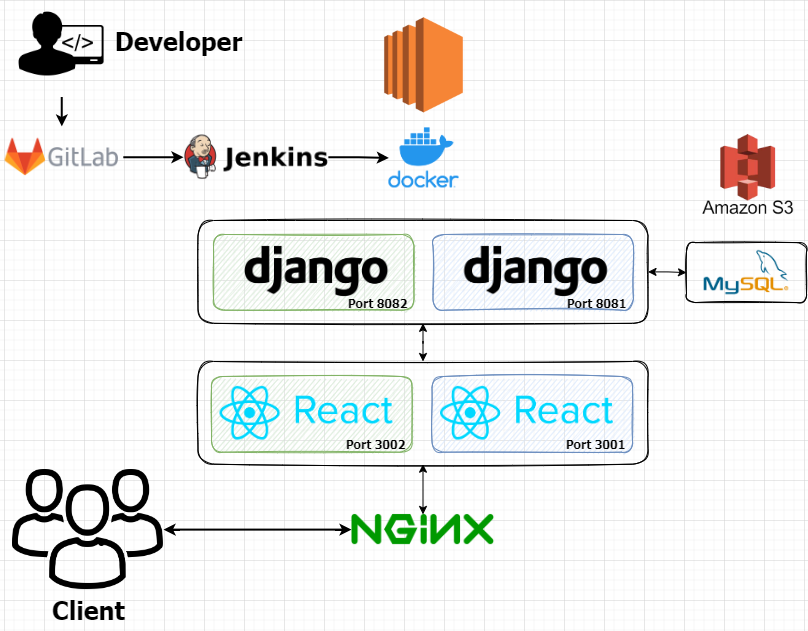 </>
Developer
GitLab
Jenkins
docker
Amazon S3
django
Port 8082
django
Port 8081
MySQL®
React
Port 3002
React
Port 3001
NGiNX
Client